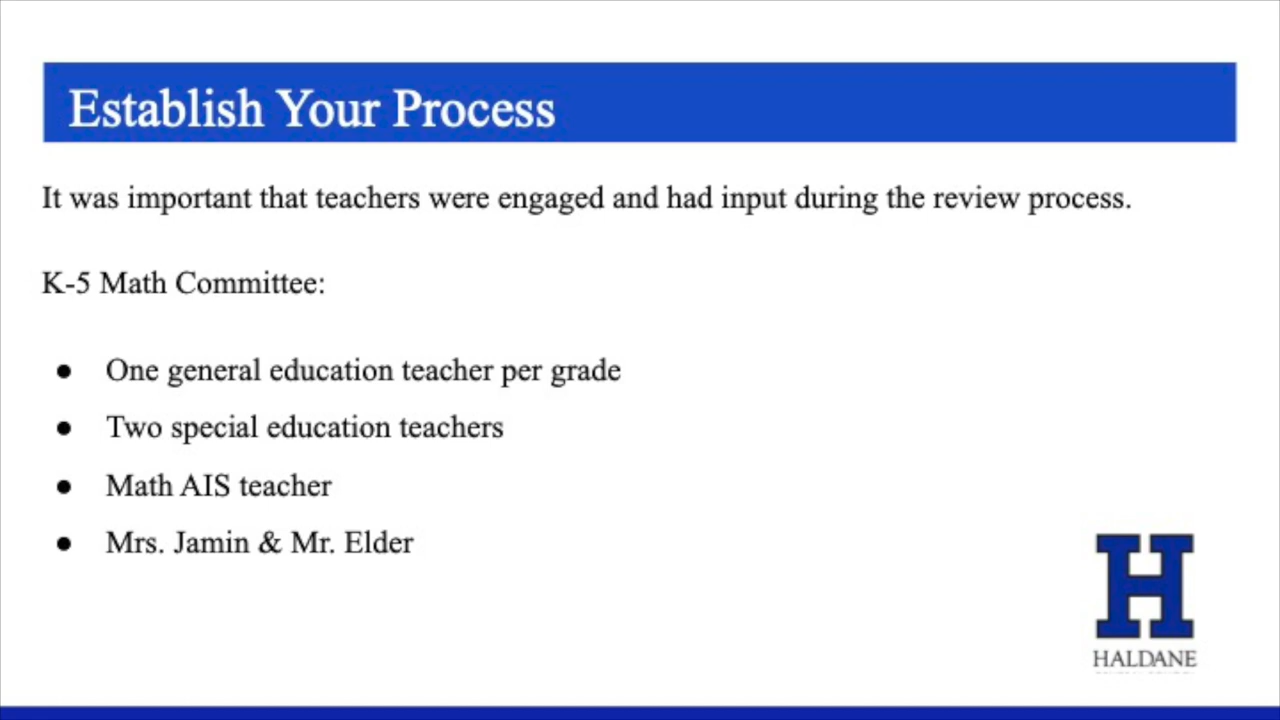 Establish Your Process
It was important that teachers were engaged and had input during the review process.
K-5 Math Committee:
● One general education teacher per grade
● Two special education teachers
● Math AIS teacher
● Mrs. Jamin & Mr. Elder
H
HALDANE